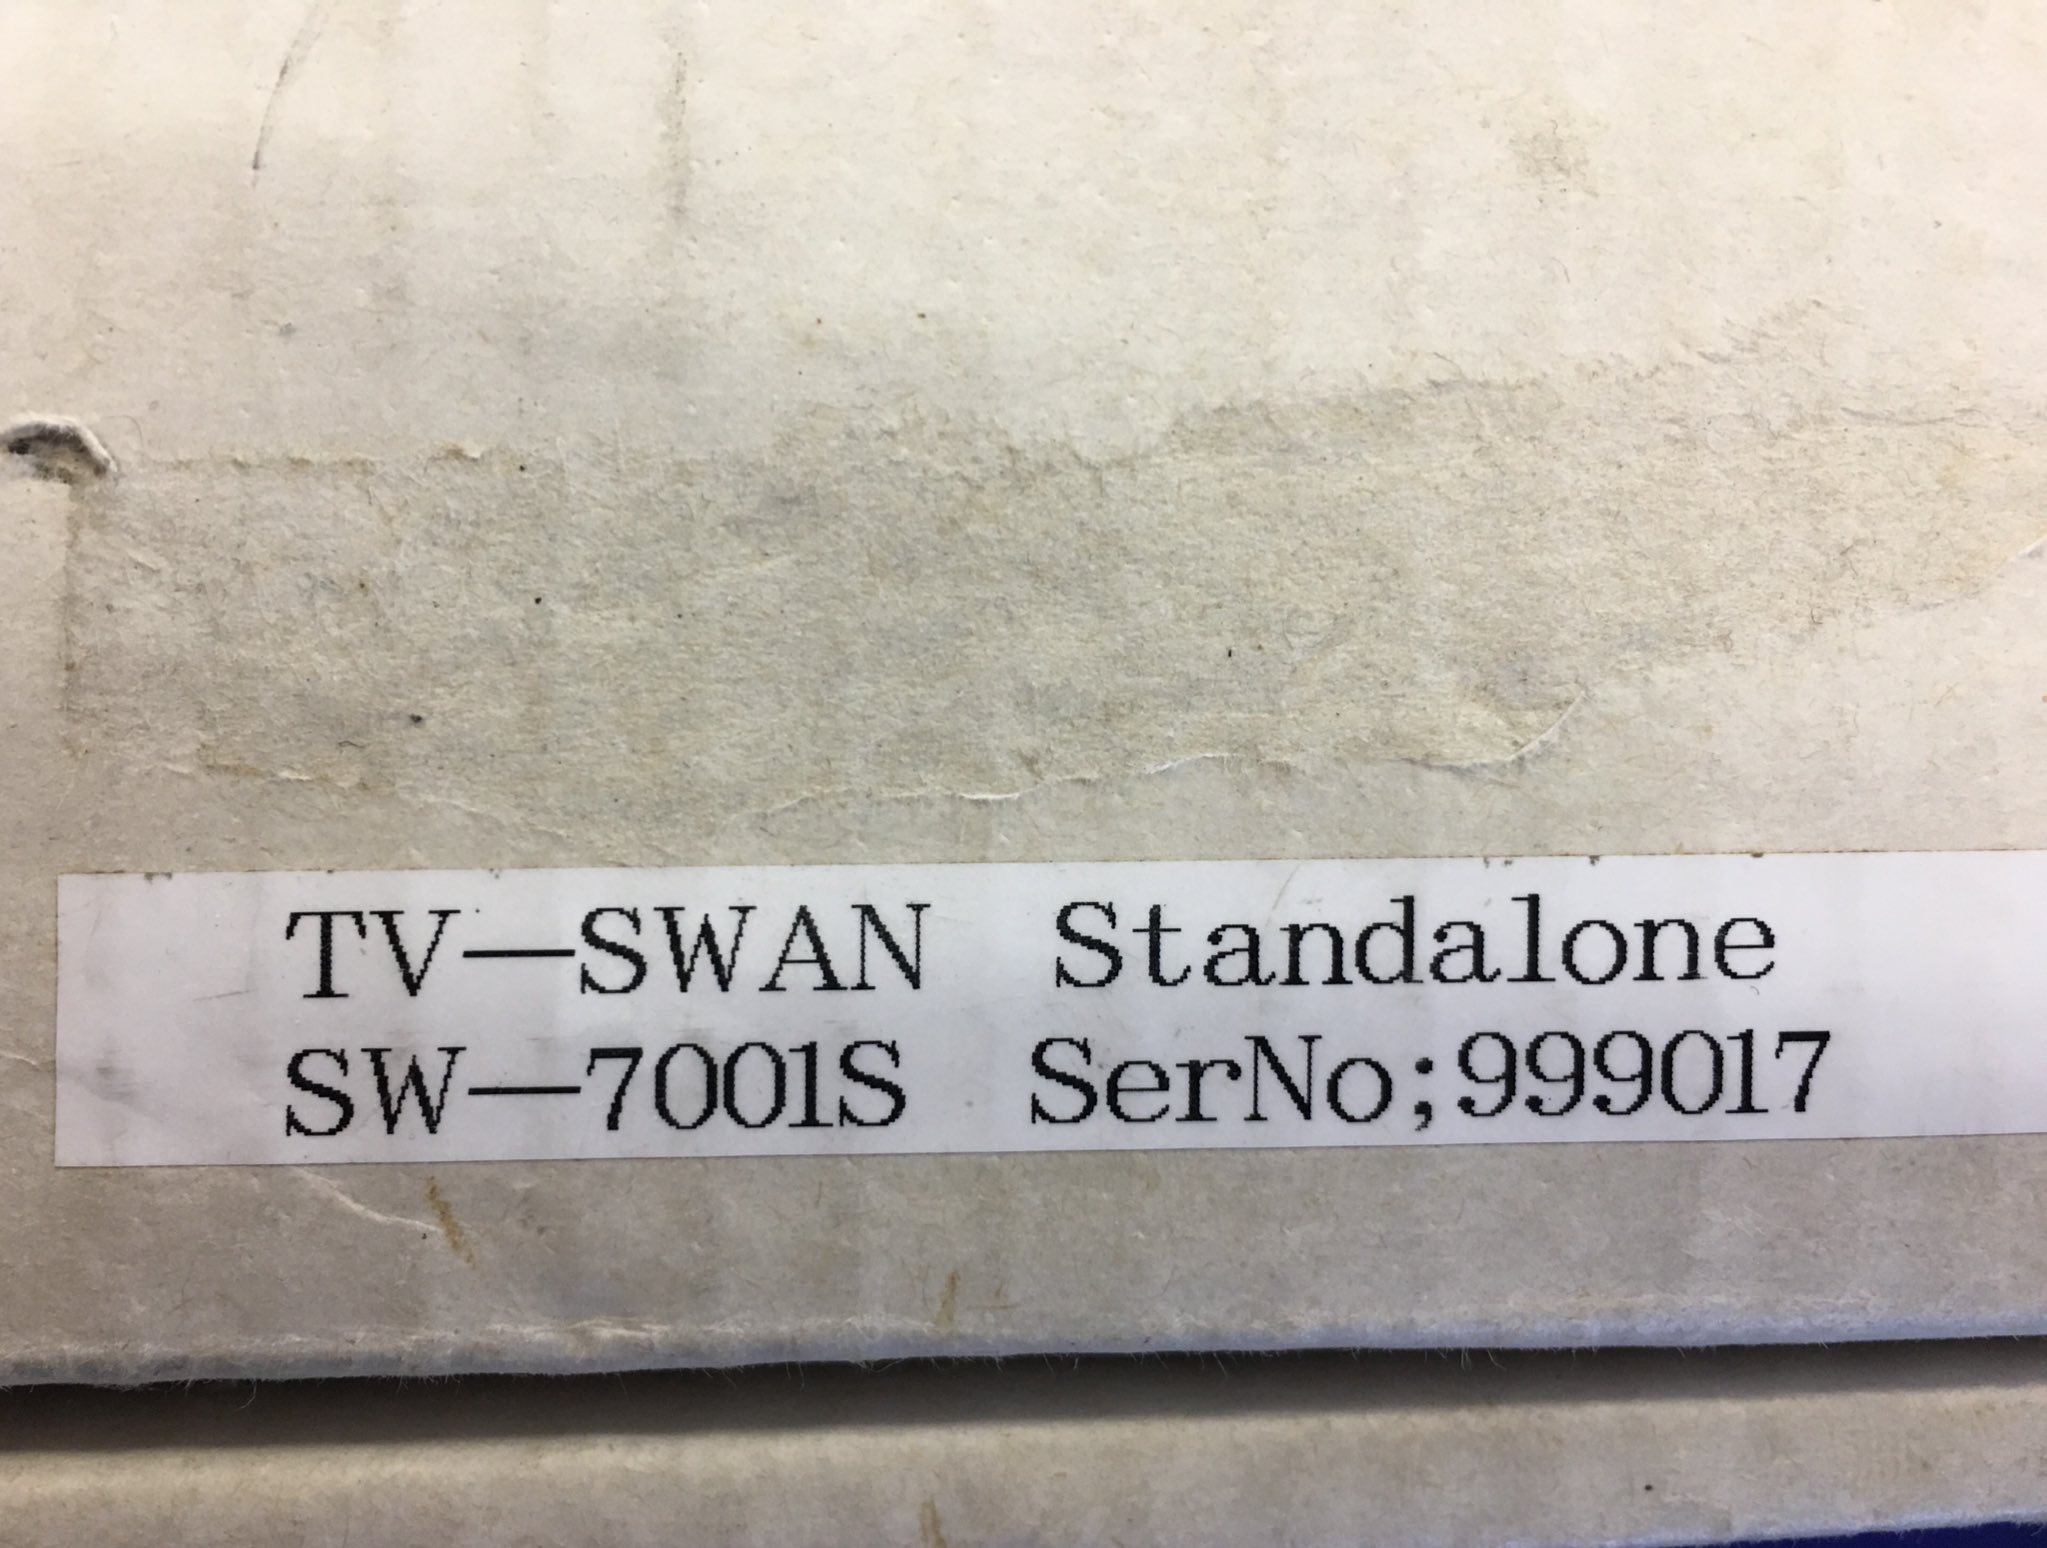 TV—SWAN Standalone
SW—7001S SerNo;999017